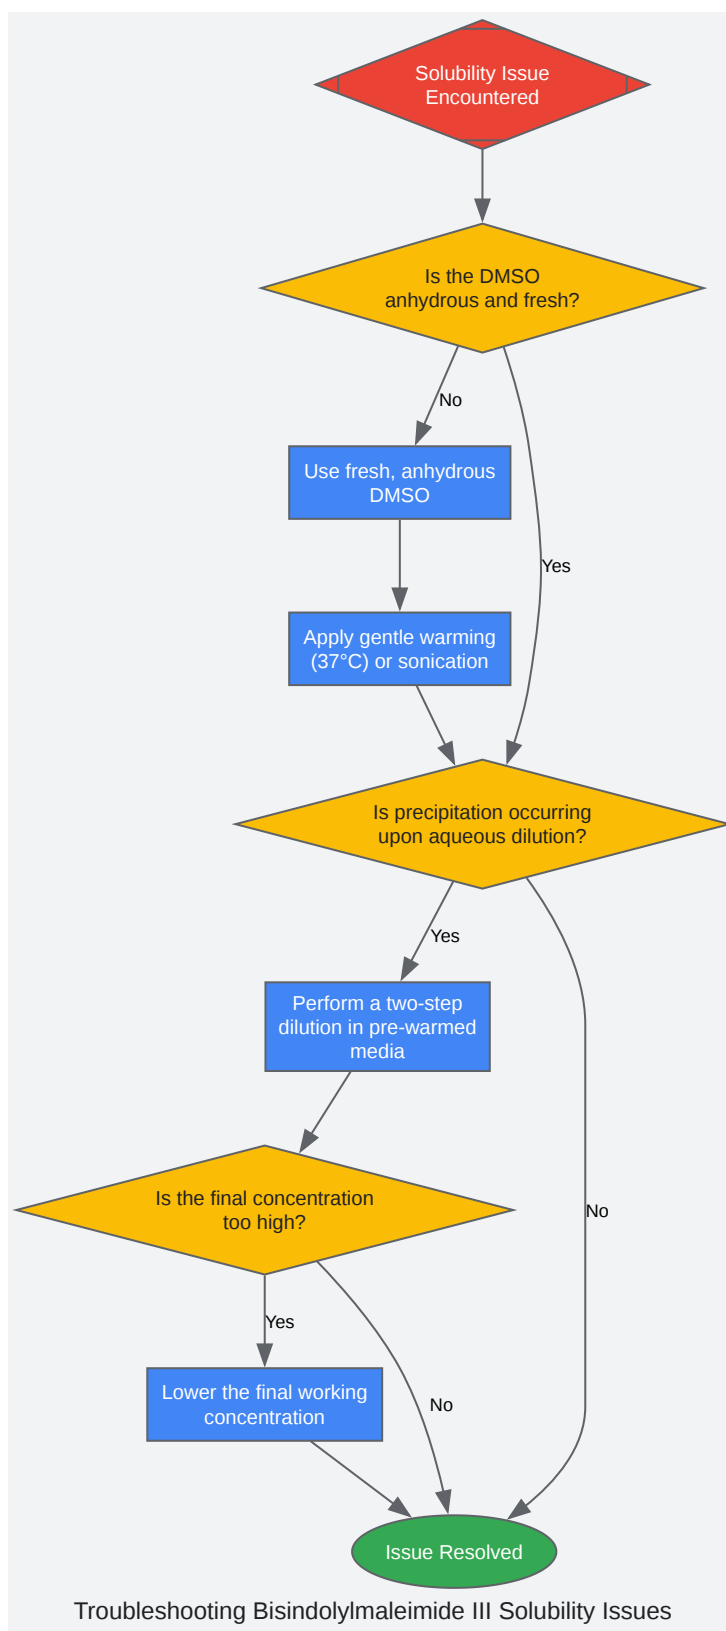 Solubility Issue
Encountered
Is the DMSO
anhydrous and fresh?
No
Use fresh, anhydrous
DMSO
Yes
Apply gentle warming
(37°C) or sonication
Is precipitation occurring
upon aqueous dilution?
Yes
Perform a two-step
dilution in pre-warmed
media
Is the final concentration
too high?
No
Yes
Lower the final working
concentration
No
Issue Resolved
Troubleshooting Bisindolylmaleimide III Solubility Issues